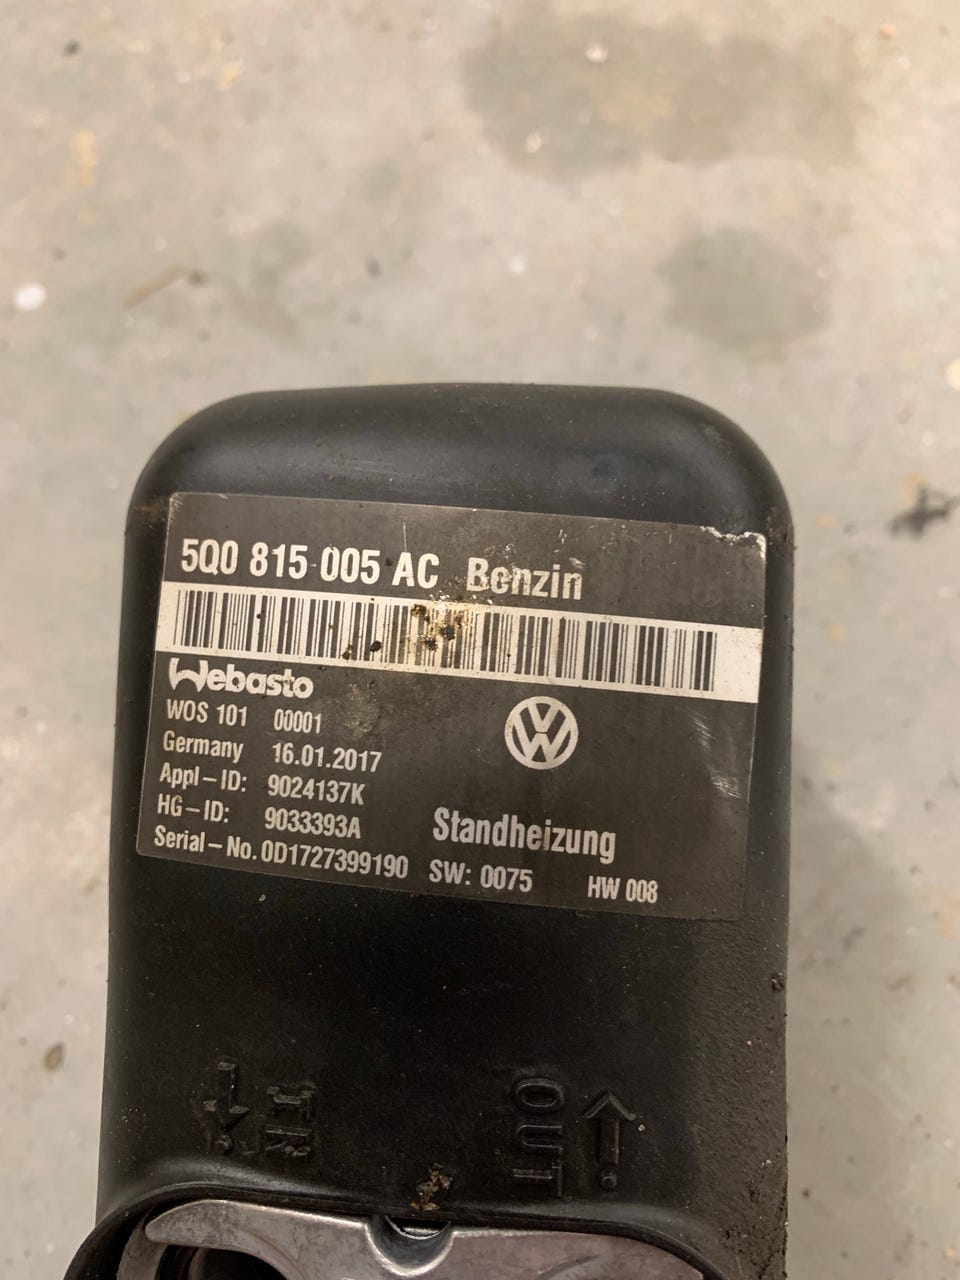 5Q0 815 005 AC Benzin
Webasto
WOS 101 00001
Germany 16.01.2017
Appl-ID: 9024137K
HG-ID: 9033393A
Standheizung
Serial-No. 0D1727399190 SW: 0075 HW 008
IN
OUT